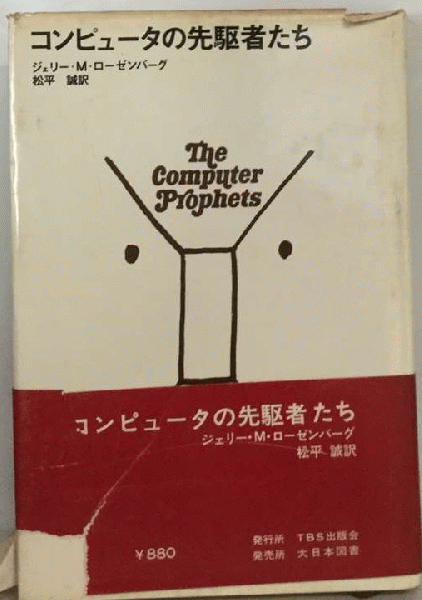 コンピュータの先駆者たち
ジェリー・M・ローゼンバーグ
松平 誠訳
The
Computer
Prophets
コンピュータの先駆者たち
ジェリー・M・ローゼンバーグ
松平 誠訳
¥880
発行所 TBS出版会
発売所 大日本図書